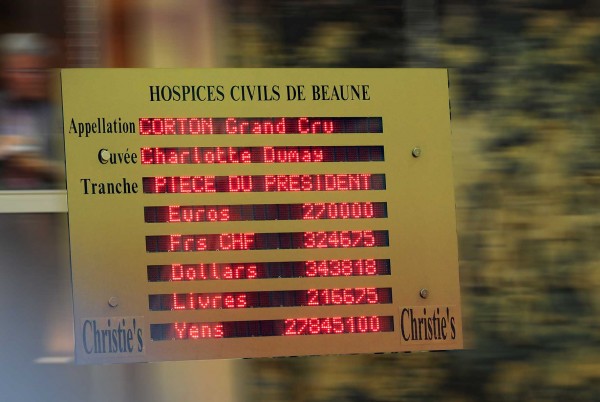 HOSPICES CIVILS DE BEAUNE
Appellation CORTON Grand Cru
Cuvée Charlotte Dumay
Tranche PIECE DU PRESIDENT
Euros 270000
Frs CHF 324675
Dollars 343818
Livres 216675
Yens 27845100
Christie's Christie's